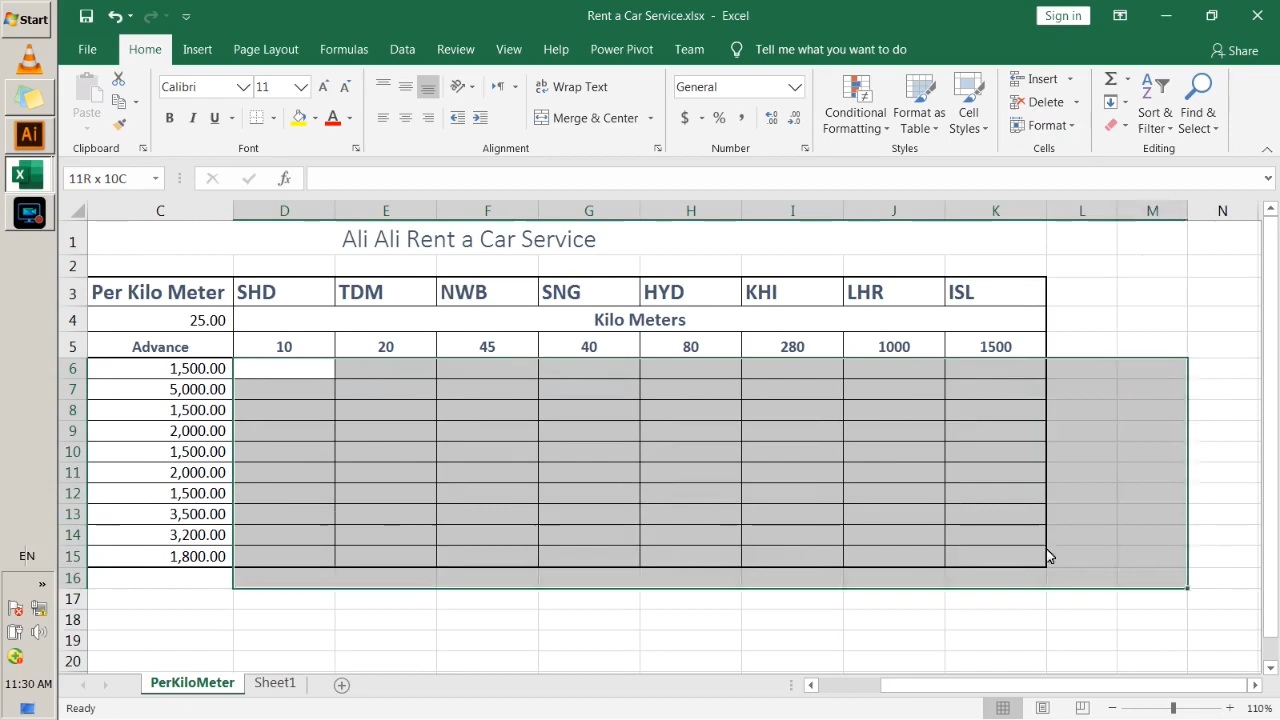 Start
Rent a Car Service.xlsx - Excel
Sign in
File Home Insert Page Layout Formulas Data Review View Help Power Pivot Team Tell me what you want to do Share
Calibri 11 Wrap Text General Insert
Paste B I U Merge & Center $ % Conditional Formatting Format as Table Cell Styles Delete Format Sort & Filter Find & Select
Clipboard Font Alignment Number Styles Cells Editing
11R x 10C fx
C D E F G H I J K L M N
1 Ali Ali Rent a Car Service
2
3 Per Kilo Meter SHD TDM NWB SNG HYD KHI LHR ISL
4 25.00 Kilo Meters
5 Advance 10 20 45 40 80 280 1000 1500
6 1,500.00
7 5,000.00
8 1,500.00
9 2,000.00
10 1,500.00
11 2,000.00
12 1,500.00
13 3,500.00
14 3,200.00
15 1,800.00
16
17
18
19
20
PerKiloMeter Sheet1
Ready 110%
Ai
EN
11:30 AM